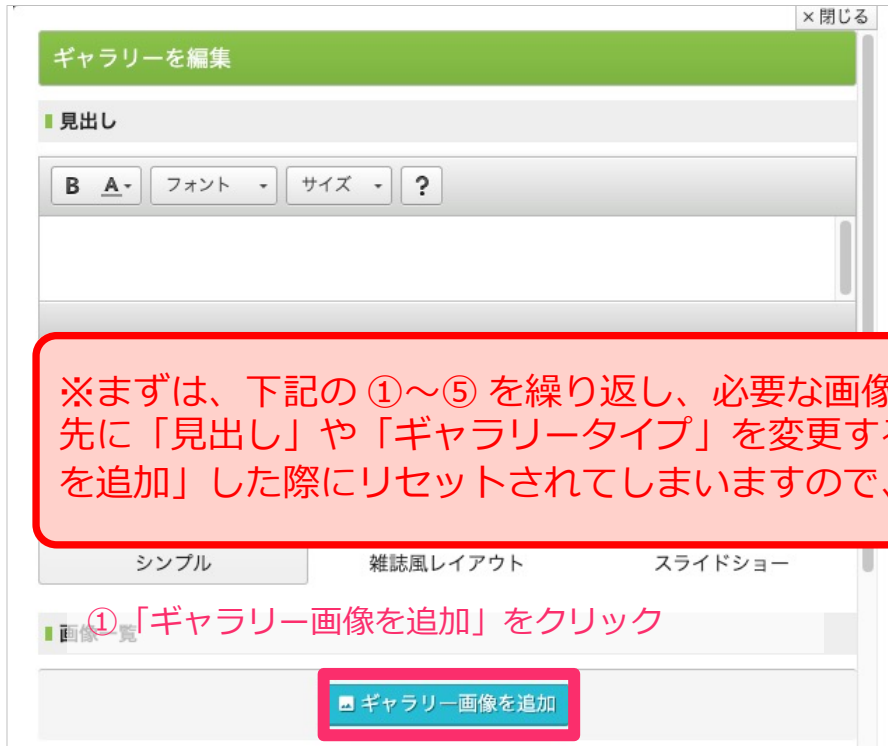 ×閉じる
ギャラリーを編集
見出し
B A フォント サイズ ?
※まずは、下記の ①〜⑤ を繰り返し、必要な画像
先に「見出し」や「ギャラリータイプ」を変更する
を追加」した際にリセットされてしまいますので、
シンプル 雑誌風レイアウト スライドショー
①「ギャラリー画像を追加」をクリック
画像一覧
ギャラリー画像を追加